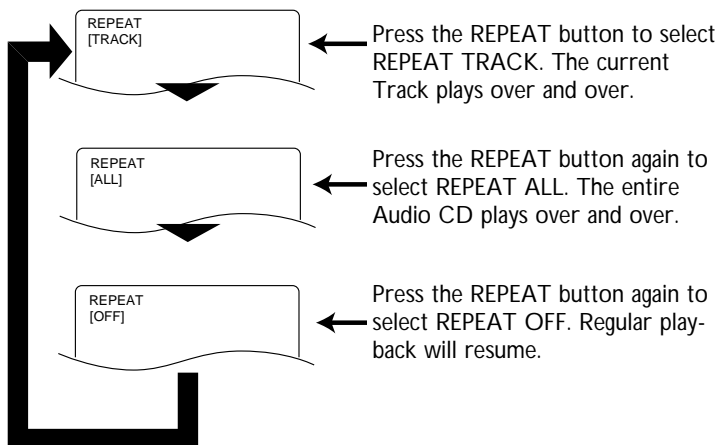 REPEAT
[TRACK]
Press the REPEAT button to select
REPEAT TRACK. The current
Track plays over and over.
REPEAT
[ALL]
Press the REPEAT button again to
select REPEAT ALL. The entire
Audio CD plays over and over.
REPEAT
[OFF]
Press the REPEAT button again to
select REPEAT OFF. Regular play-
back will resume.